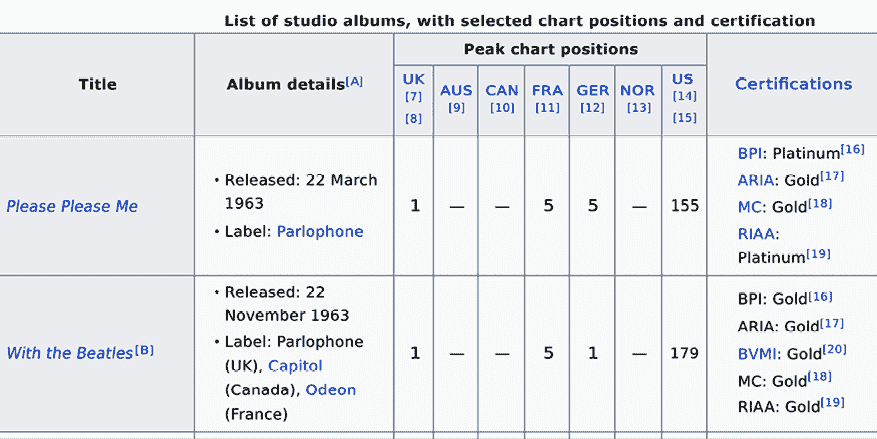 List of studio albums, with selected chart positions and certification
Title
Album details[A]
Peak chart positions
Certifications
UK
[7]
[8]
AUS
[9]
CAN
[10]
FRA
[11]
GER
[12]
NOR
[13]
US
[14]
[15]
Please Please Me
• Released: 22 March
1963
• Label: Parlophone
1
—
—
5
5
—
155
BPI: Platinum[16]
ARIA: Gold[17]
MC: Gold[18]
RIAA:
Platinum[19]
With the Beatles[B]
• Released: 22
November 1963
• Label: Parlophone
(UK), Capitol
(Canada), Odeon
(France)
1
—
—
5
1
—
179
BPI: Gold[16]
ARIA: Gold[17]
BVMI: Gold[20]
MC: Gold[18]
RIAA: Gold[19]